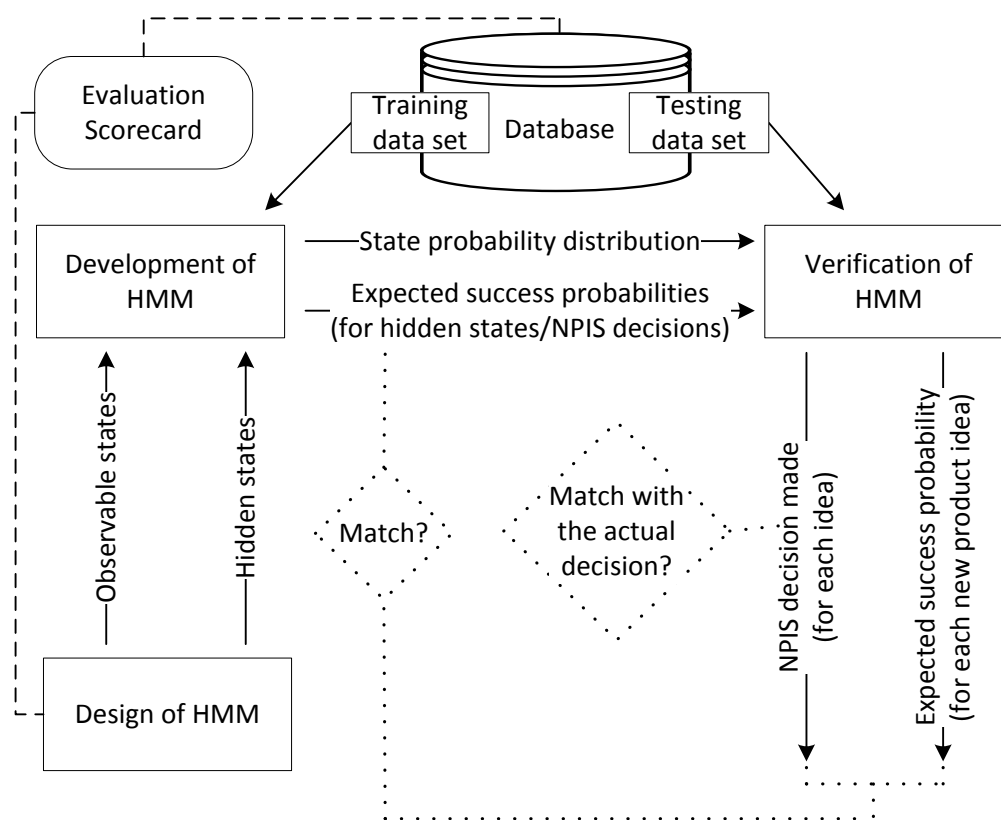 Evaluation
Scorecard
Training
data set
Database
Testing
data set
Development of
HMM
State probability distribution
Expected success probabilities
(for hidden states/NPIS decisions)
Verification of
HMM
Observable states
Hidden states
Match?
Match with
the actual
decision?
NPIS decision made
(for each idea)
Expected success probability
(for each new product idea)
Design of HMM